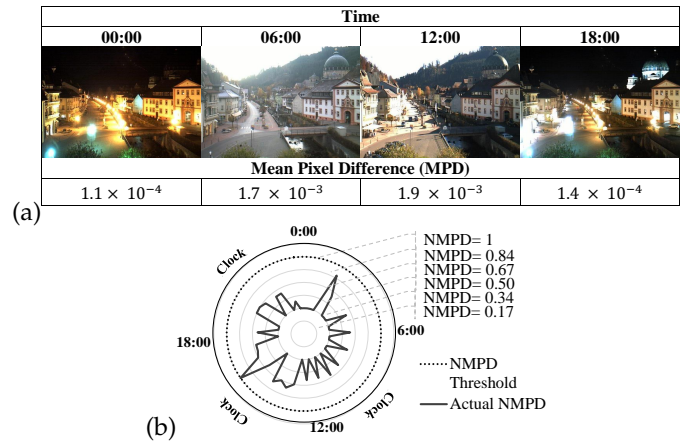 Time
00:00 06:00 12:00 18:00
Mean Pixel Difference (MPD)
1.1 × 10⁻⁴ 1.7 × 10⁻³ 1.9 × 10⁻³ 1.4 × 10⁻⁴
(a)
0:00
Clock
NMPD= 1
NMPD= 0.84
NMPD= 0.67
NMPD= 0.50
NMPD= 0.34
NMPD= 0.17
18:00
6:00
NMPD
Threshold
Actual NMPD
Clock
Clock
12:00
(b)